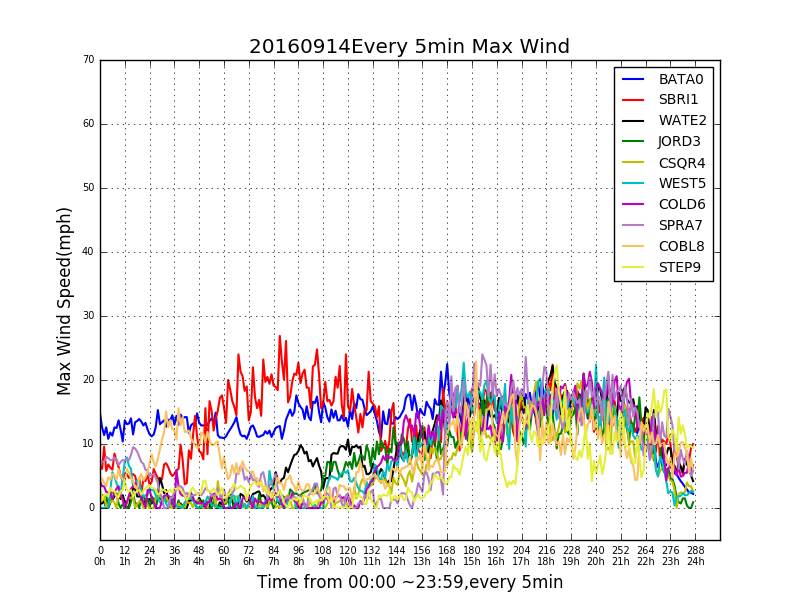 20160914Every 5min Max Wind
70
60
50
40
30
20
10
0
Max Wind Speed(mph)
BATA0
SBRI1
WATE2
JORD3
CSQR4
WEST5
COLD6
SPRA7
COBL8
STEP9
0 12 24 36 48 60 72 84 96 108 120 132 144 156 168 180 192 204 216 228 240 252 264 276 288
0h 1h 2h 3h 4h 5h 6h 7h 8h 9h 10h 11h 12h 13h 14h 15h 16h 17h 18h 19h 20h 21h 22h 23h 24h
Time from 00:00 ~23:59,every 5min